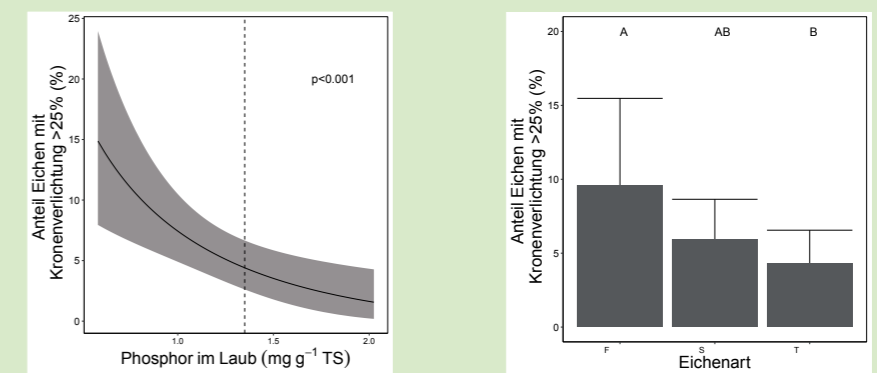 Anteil Eichen mit
Kronenverlichtung >25% (%)
25
20
15
10
5
0
p<0.001
1.0 1.5 2.0
Phosphor im Laub (mg g⁻¹ TS)
Anteil Eichen mit
Kronenverlichtung >25% (%)
20
15
10
5
0
A AB B
F S T
Eichenart